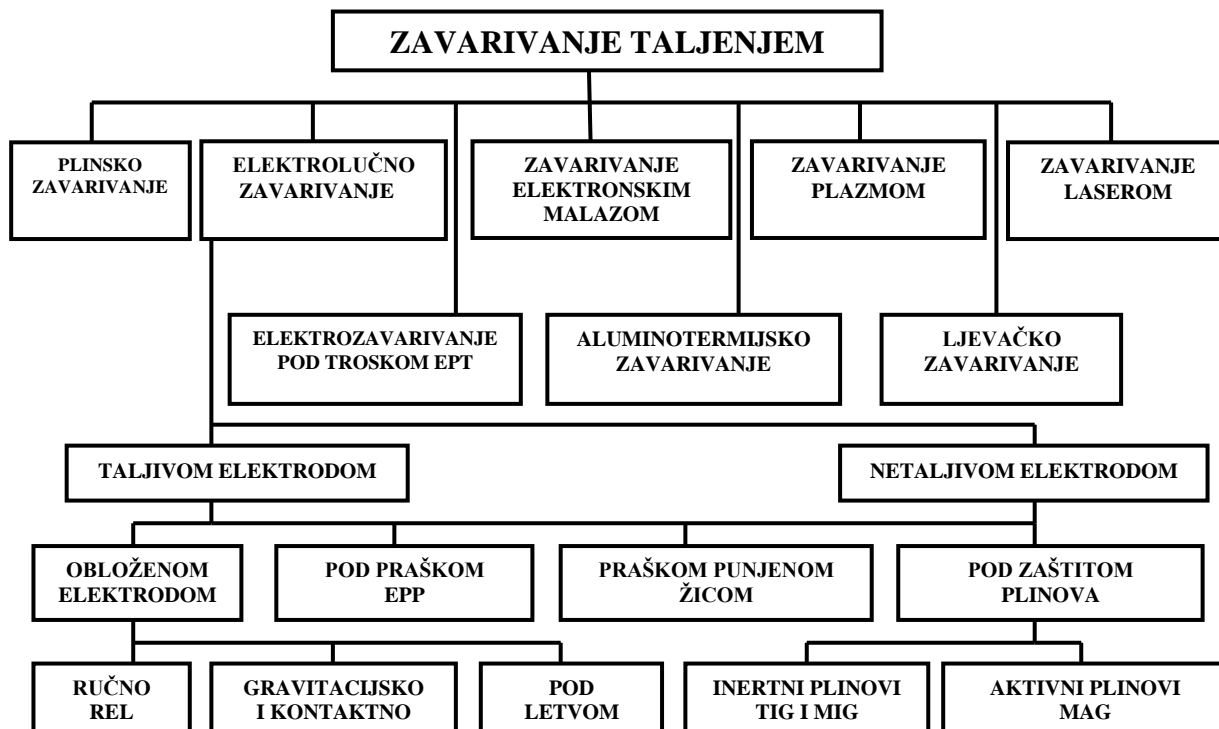 ZAVARIVANJE TALJENJEM
PLINSKO
ZAVARIVANJE
ELEKTROLUČNO
ZAVARIVANJE
ZAVARIVANJE
ELEKTRONSKIM
MALAZOM
ZAVARIVANJE
PLAZMOM
ZAVARIVANJE
LASEROM
ELEKTROZAVARIVANJE
POD TROSKOM EPT
ALUMINOTERMIJSKO
ZAVARIVANJE
LJEVAČKO
ZAVARIVANJE
TALJIVOM ELEKTRODOM
NETALJIVOM ELEKTRODOM
OBLOŽENOM
ELEKTRODOM
POD PRAŠKOM
EPP
PRAŠKOM PUNJENOM
ŽICOM
POD ZAŠTITOM
PLINOVA
RUČNO
REL
GRAVITACIJSKO
I KONTAKTNO
POD
LETVOM
INERTNI PLINOVI
TIG I MIG
AKTIVNI PLINOVI
MAG